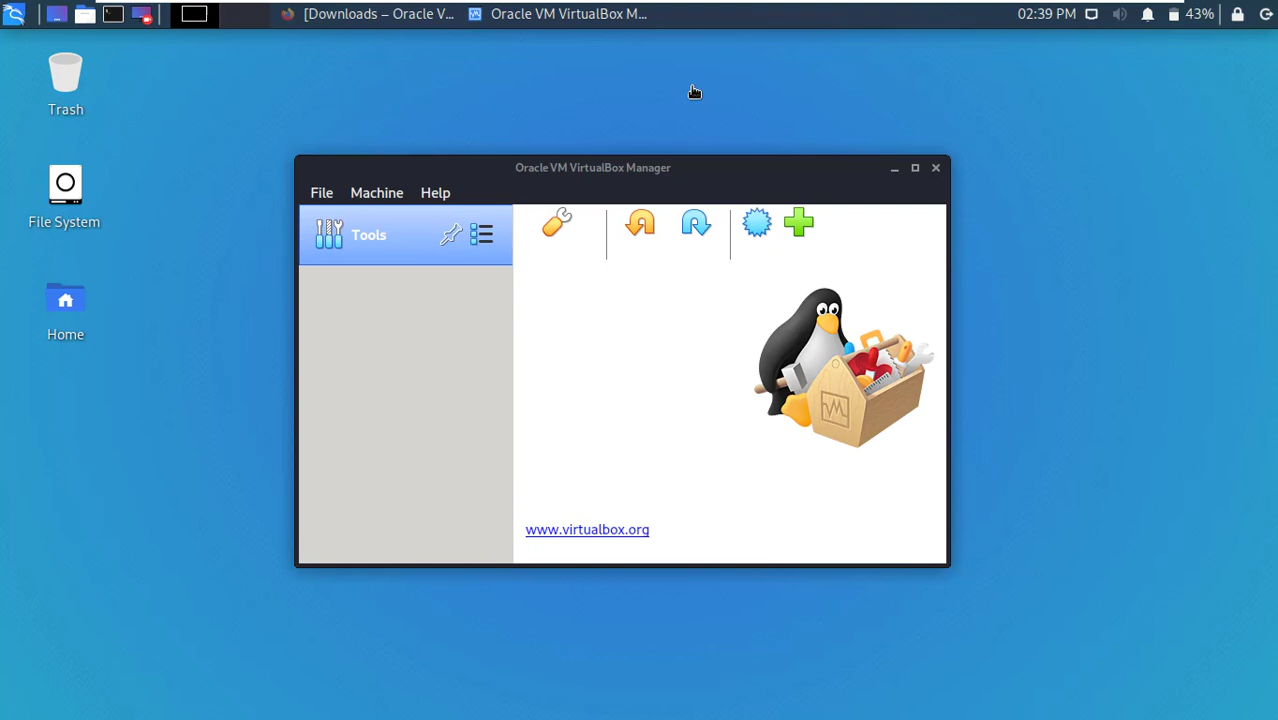 [Downloads – Oracle V... Oracle VM VirtualBox M... 02:39 PM 43%
Trash
File System
Home
Oracle VM VirtualBox Manager
File Machine Help
Tools
www.virtualbox.org